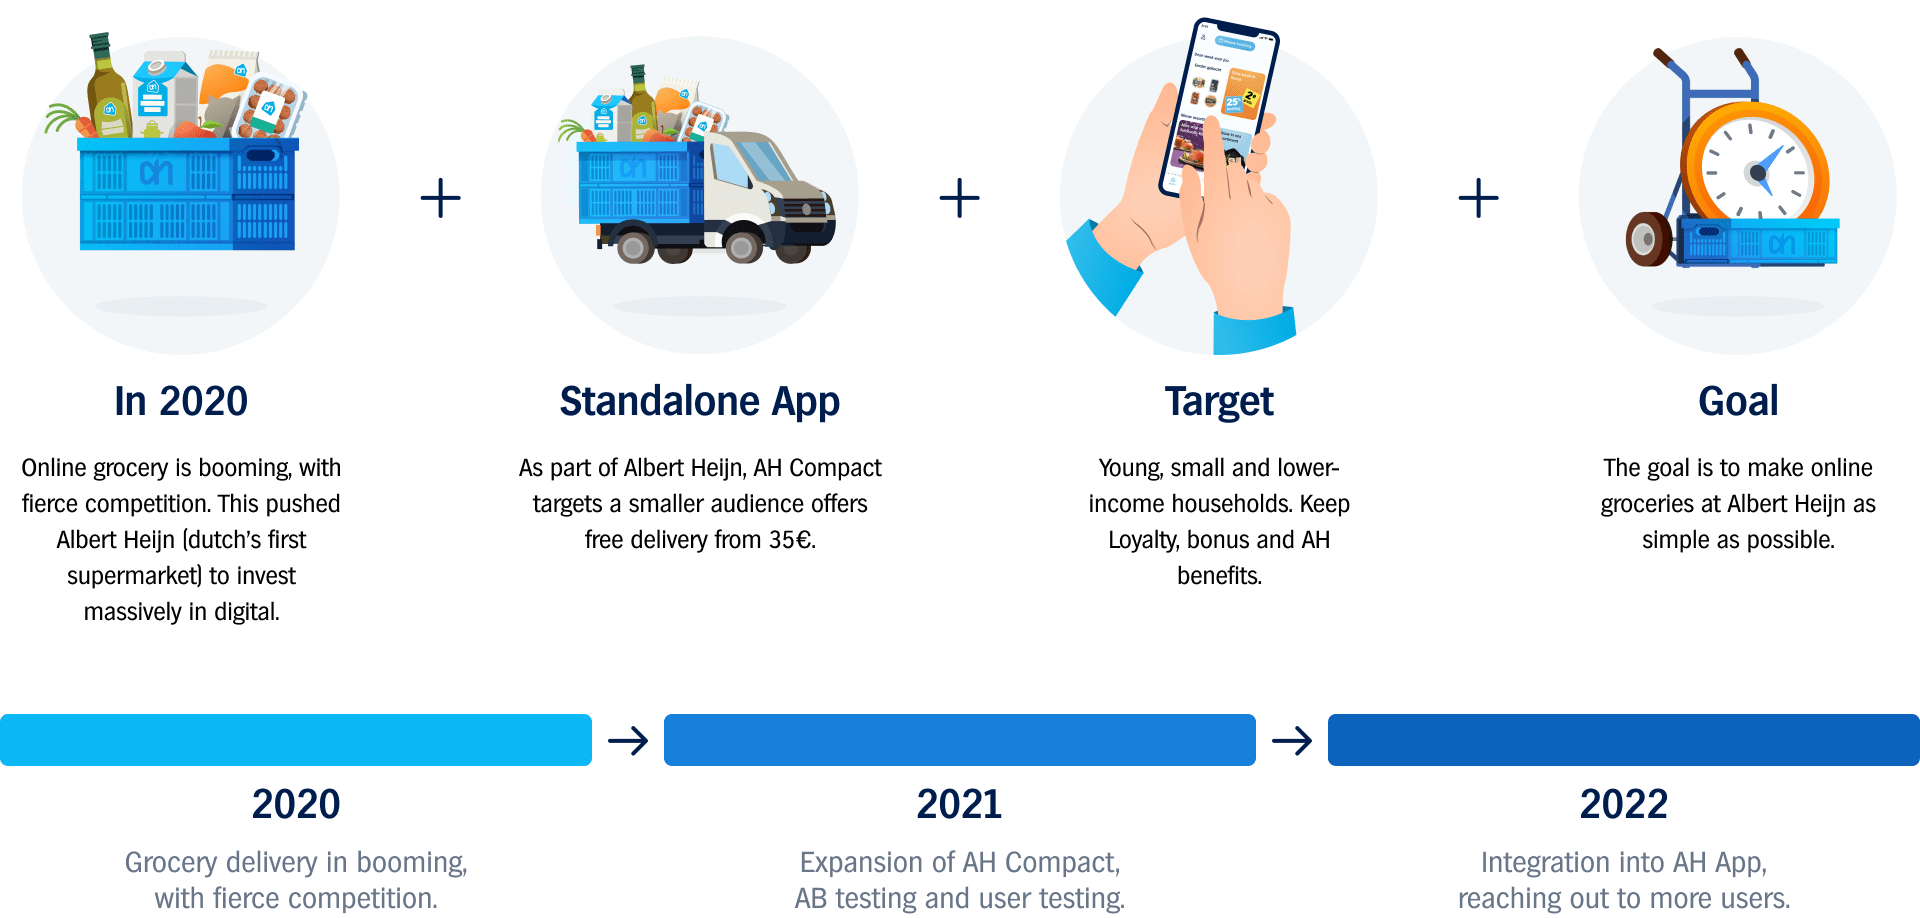 In 2020
Online grocery is booming, with
fierce competition. This pushed
Albert Heijn (dutch's first
supermarket) to invest
massively in digital.
Standalone App
As part of Albert Heijn, AH Compact
targets a smaller audience offers
free delivery from 35€.
Target
Young, small and lower-
income households. Keep
Loyalty, bonus and AH
benefits.
Goal
The goal is to make online
groceries at Albert Heijn as
simple as possible.
2020
Grocery delivery in booming,
with fierce competition.
2021
Expansion of AH Compact,
AB testing and user testing.
2022
Integration into AH App,
reaching out to more users.